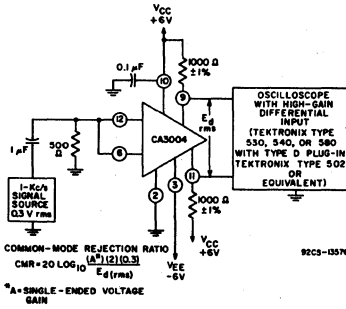 VCC
+6V
0.1 μF
1000 Ω
±1%
10
9
12
CA3004
Ed
rms
OSCILLOSCOPE
WITH HIGH-GAIN
DIFFERENTIAL
INPUT
(TEKTRONIX TYPE
530, 540, OR 580
WITH TYPE D PLUG-IN
TEKTRONIX TYPE 502
OR
EQUIVALENT)
1 μF
500
Ω
6
11
2
3
1-Kc/s
SIGNAL
SOURCE
0.3 V rms
1000 Ω
±1%
COMMON-MODE REJECTION RATIO
CMR=20 LOG10 (A*)(2)(0.3)
Ed(rms)
VEE
-6V
VCC
+6V
92CS-13576
*A=SINGLE-ENDED VOLTAGE
GAIN